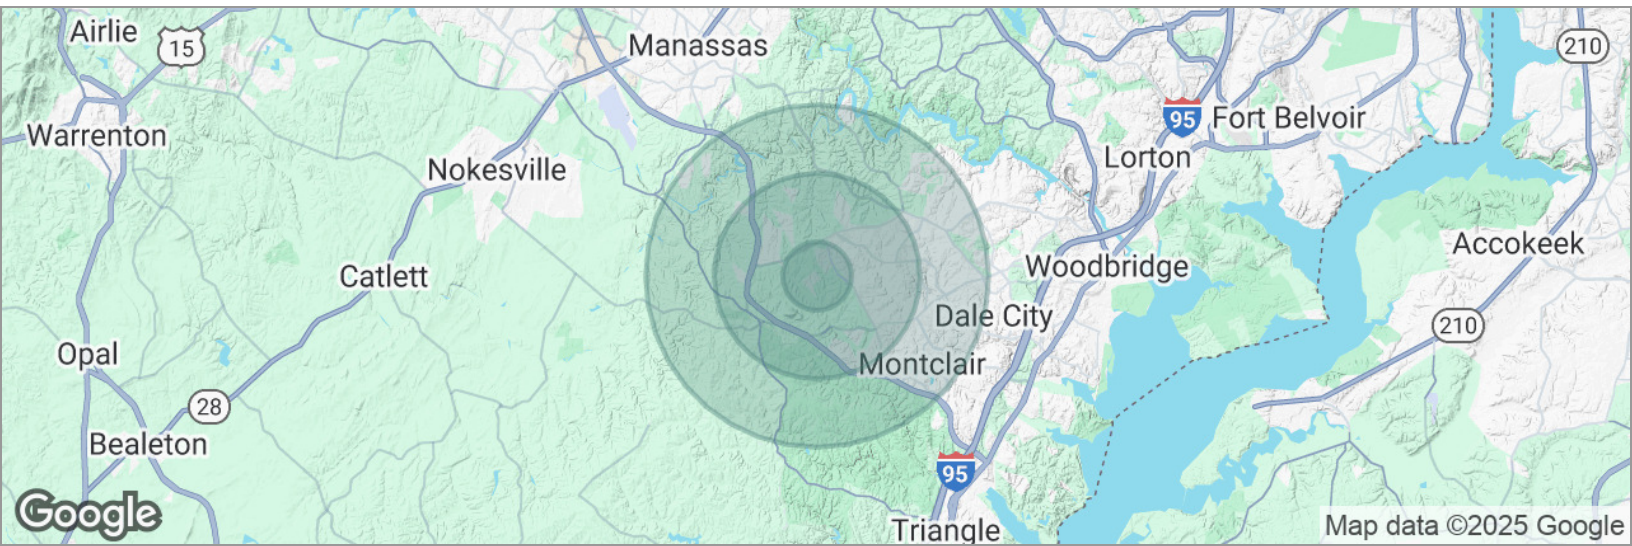 Airlie
15
Manassas
210
95
Fort Belvoir
Warrenton
Lorton
Nokesville
Accokeek
Catlett
Woodbridge
Dale City
210
Opal
Montclair
28
Bealeton
95
Google
Triangle
Map data ©2025 Google